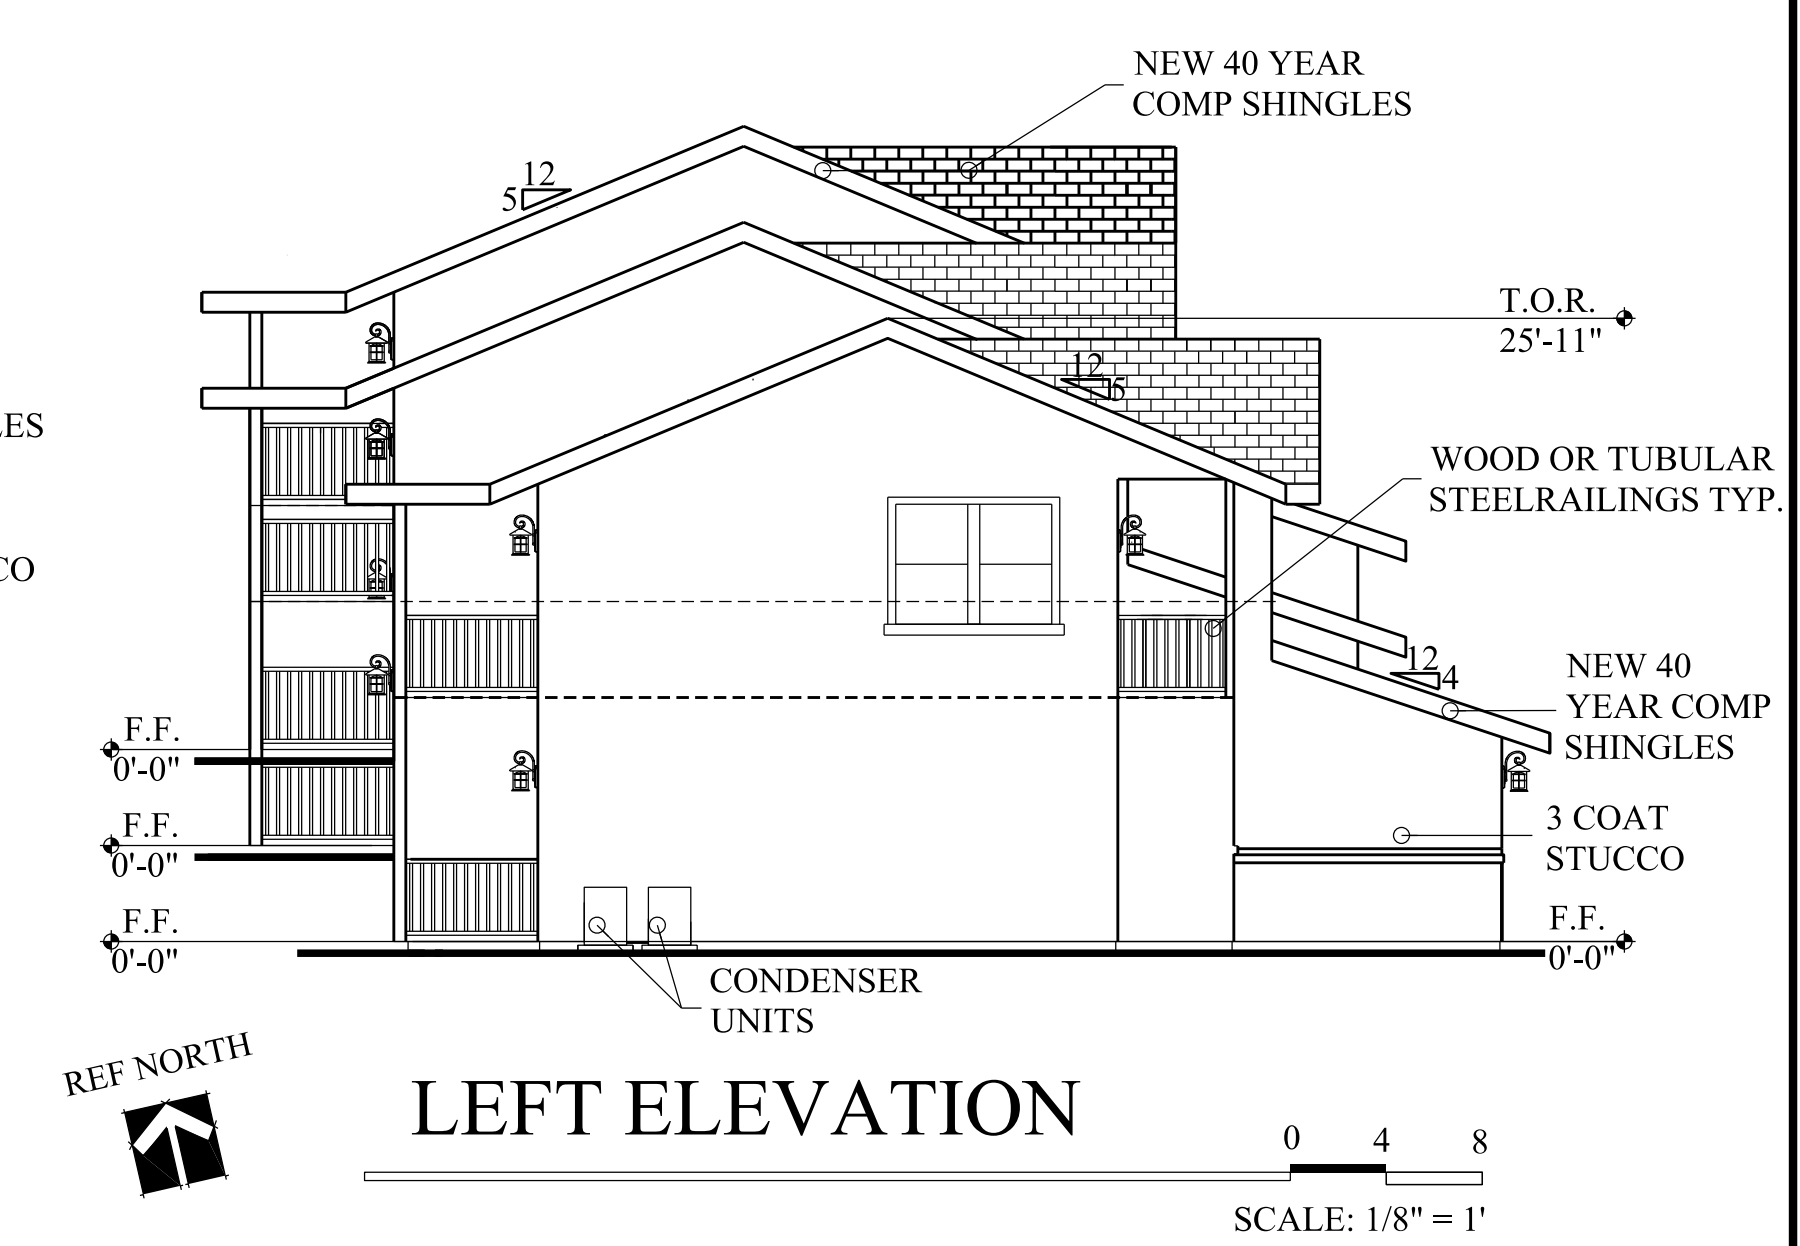 NEW 40 YEAR
COMP SHINGLES
12
5
T.O.R.
25'-11"
12
5
LES
WOOD OR TUBULAR
STEELRAILINGS TYP.
CO
12
4
NEW 40
YEAR COMP
SHINGLES
F.F.
0'-0"
3 COAT
STUCCO
F.F.
0'-0"
F.F.
0'-0"
F.F.
0'-0"
CONDENSER
UNITS
REF NORTH
LEFT ELEVATION
0 4 8
SCALE: 1/8" = 1'